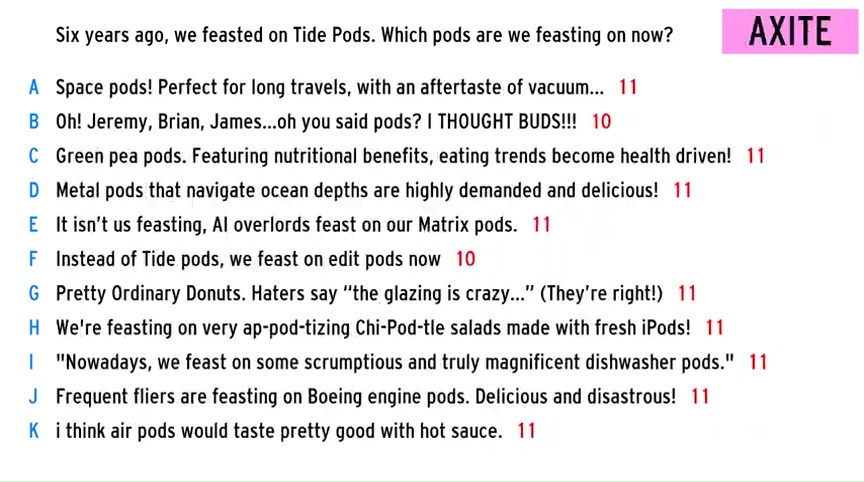 Six years ago, we feasted on Tide Pods. Which pods are we feasting on now?
AXITE
A Space pods! Perfect for long travels, with an aftertaste of vacuum... 11
B Oh! Jeremy, Brian, James...oh you said pods? I THOUGHT BUDS!!! 10
C Green pea pods. Featuring nutritional benefits, eating trends become health driven! 11
D Metal pods that navigate ocean depths are highly demanded and delicious! 11
E It isn't us feasting, AI overlords feast on our Matrix pods. 11
F Instead of Tide pods, we feast on edit pods now 10
G Pretty Ordinary Donuts. Haters say “the glazing is crazy...” (They're right!) 11
H We're feasting on very ap-pod-tizing Chi-Pod-tle salads made with fresh iPods! 11
I "Nowadays, we feast on some scrumptious and truly magnificent dishwasher pods." 11
J Frequent fliers are feasting on Boeing engine pods. Delicious and disastrous! 11
K i think air pods would taste pretty good with hot sauce. 11